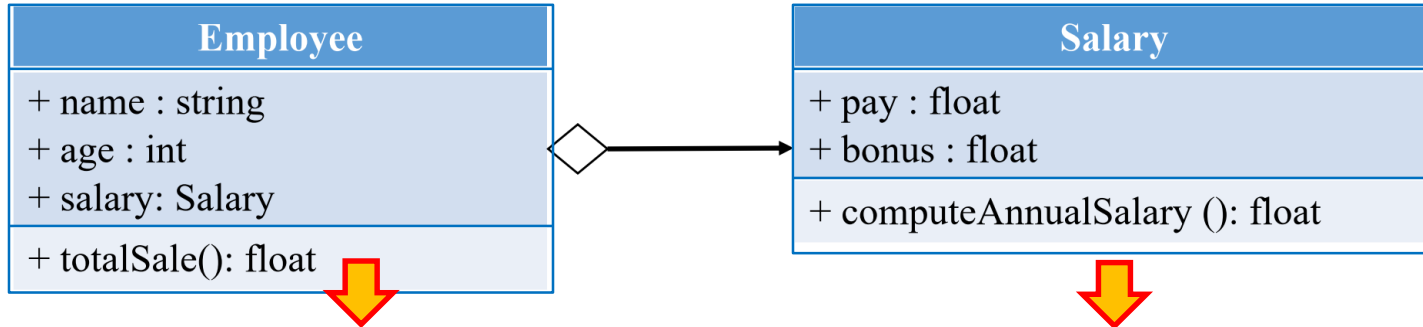 Employee
+ name : string
+ age : int
+ salary: Salary
+ totalSale(): float
Salary
+ pay : float
+ bonus : float
+ computeAnnualSalary (): float